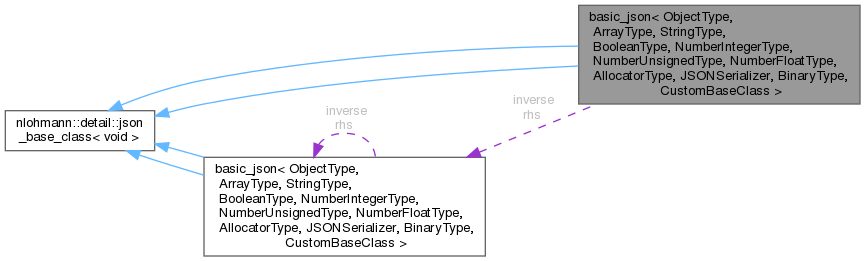 basic_json< ObjectType,
ArrayType, StringType,
BooleanType, NumberIntegerType,
NumberUnsignedType, NumberFloatType,
AllocatorType, JSONSerializer, BinaryType,
CustomBaseClass >
inverse
rhs
inverse
rhs
nlohmann::detail::json
_base_class< void >
basic_json< ObjectType,
ArrayType, StringType,
BooleanType, NumberIntegerType,
NumberUnsignedType, NumberFloatType,
AllocatorType, JSONSerializer, BinaryType,
CustomBaseClass >